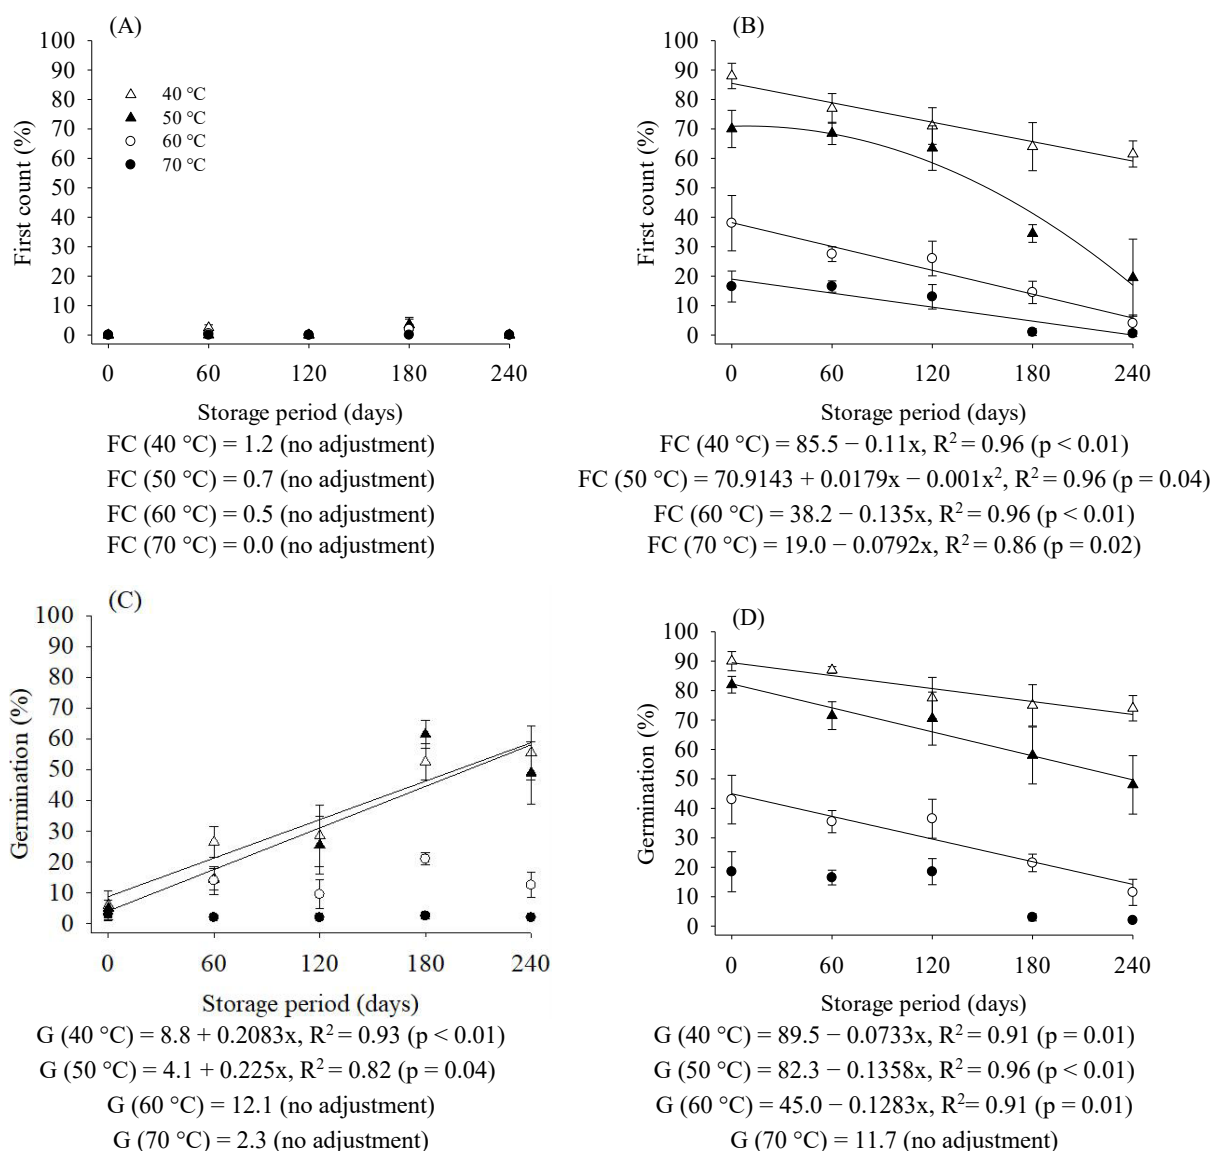 (A)
100
90
80
70
60
50
40
30
20
10
0
First count (%)
40 °C
50 °C
60 °C
70 °C
0 60 120 180 240
Storage period (days)
FC (40 °C) = 1.2 (no adjustment)
FC (50 °C) = 0.7 (no adjustment)
FC (60 °C) = 0.5 (no adjustment)
FC (70 °C) = 0.0 (no adjustment)
(B)
100
90
80
70
60
50
40
30
20
10
0
First count (%)
0 60 120 180 240
Storage period (days)
FC (40 °C) = 85.5 − 0.11x, R² = 0.96 (p < 0.01)
FC (50 °C) = 70.9143 + 0.0179x − 0.001x², R² = 0.96 (p = 0.04)
FC (60 °C) = 38.2 − 0.135x, R² = 0.96 (p < 0.01)
FC (70 °C) = 19.0 − 0.0792x, R² = 0.86 (p = 0.02)
(C)
100
90
80
70
60
50
40
30
20
10
0
Germination (%)
0 60 120 180 240
Storage period (days)
G (40 °C) = 8.8 + 0.2083x, R² = 0.93 (p < 0.01)
G (50 °C) = 4.1 + 0.225x, R² = 0.82 (p = 0.04)
G (60 °C) = 12.1 (no adjustment)
G (70 °C) = 2.3 (no adjustment)
(D)
100
90
80
70
60
50
40
30
20
10
0
Germination (%)
0 60 120 180 240
Storage period (days)
G (40 °C) = 89.5 − 0.0733x, R² = 0.91 (p = 0.01)
G (50 °C) = 82.3 − 0.1358x, R² = 0.96 (p < 0.01)
G (60 °C) = 45.0 − 0.1283x, R² = 0.91 (p = 0.01)
G (70 °C) = 11.7 (no adjustment)